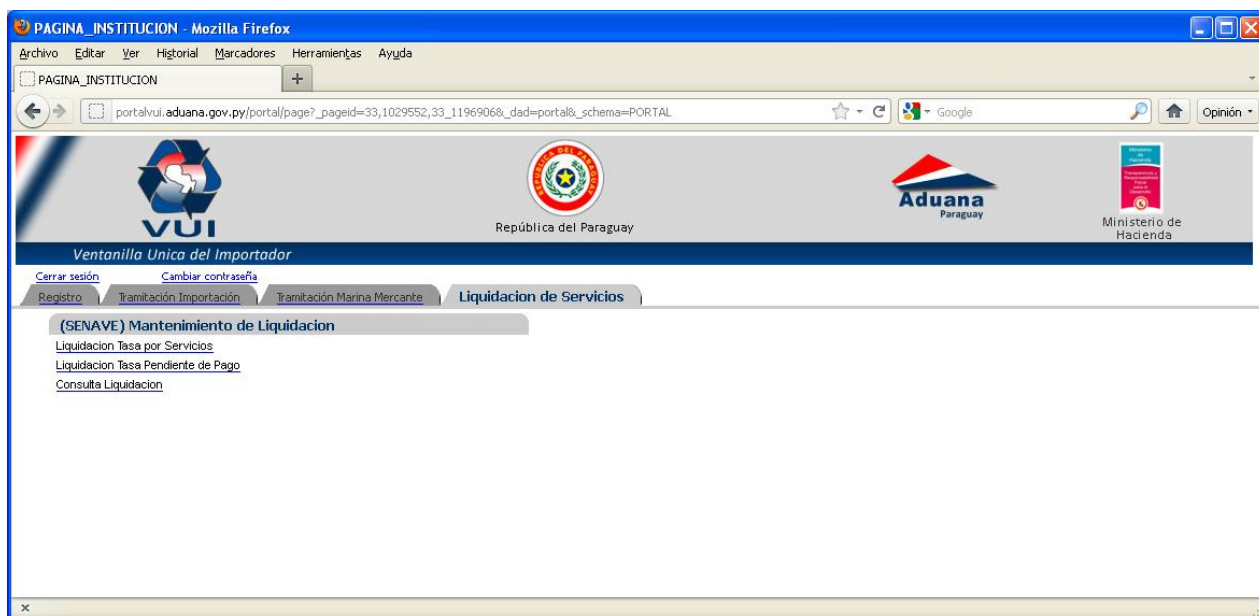 PAGINA_INSTITUCION - Mozilla Firefox
Archivo Editar Ver Historial Marcadores Herramientas Ayuda
PAGINA_INSTITUCION
portalvui.aduana.gov.py/portal/page?_pageid=33,1029552,33_1196906&_dad=portal&_schema=PORTAL
Google
Opinión
VUI
REPUBLICA DEL PARAGUAY
República del Paraguay
Aduana
Paraguay
Ministerio de
Hacienda
Ventanilla Unica del Importador
Cerrar sesión Cambiar contraseña
Registro Tramitación Importación Tramitación Marina Mercante Liquidacion de Servicios
(SENAVE) Mantenimiento de Liquidacion
Liquidacion Tasa por Servicios
Liquidacion Tasa Pendiente de Pago
Consulta Liquidacion